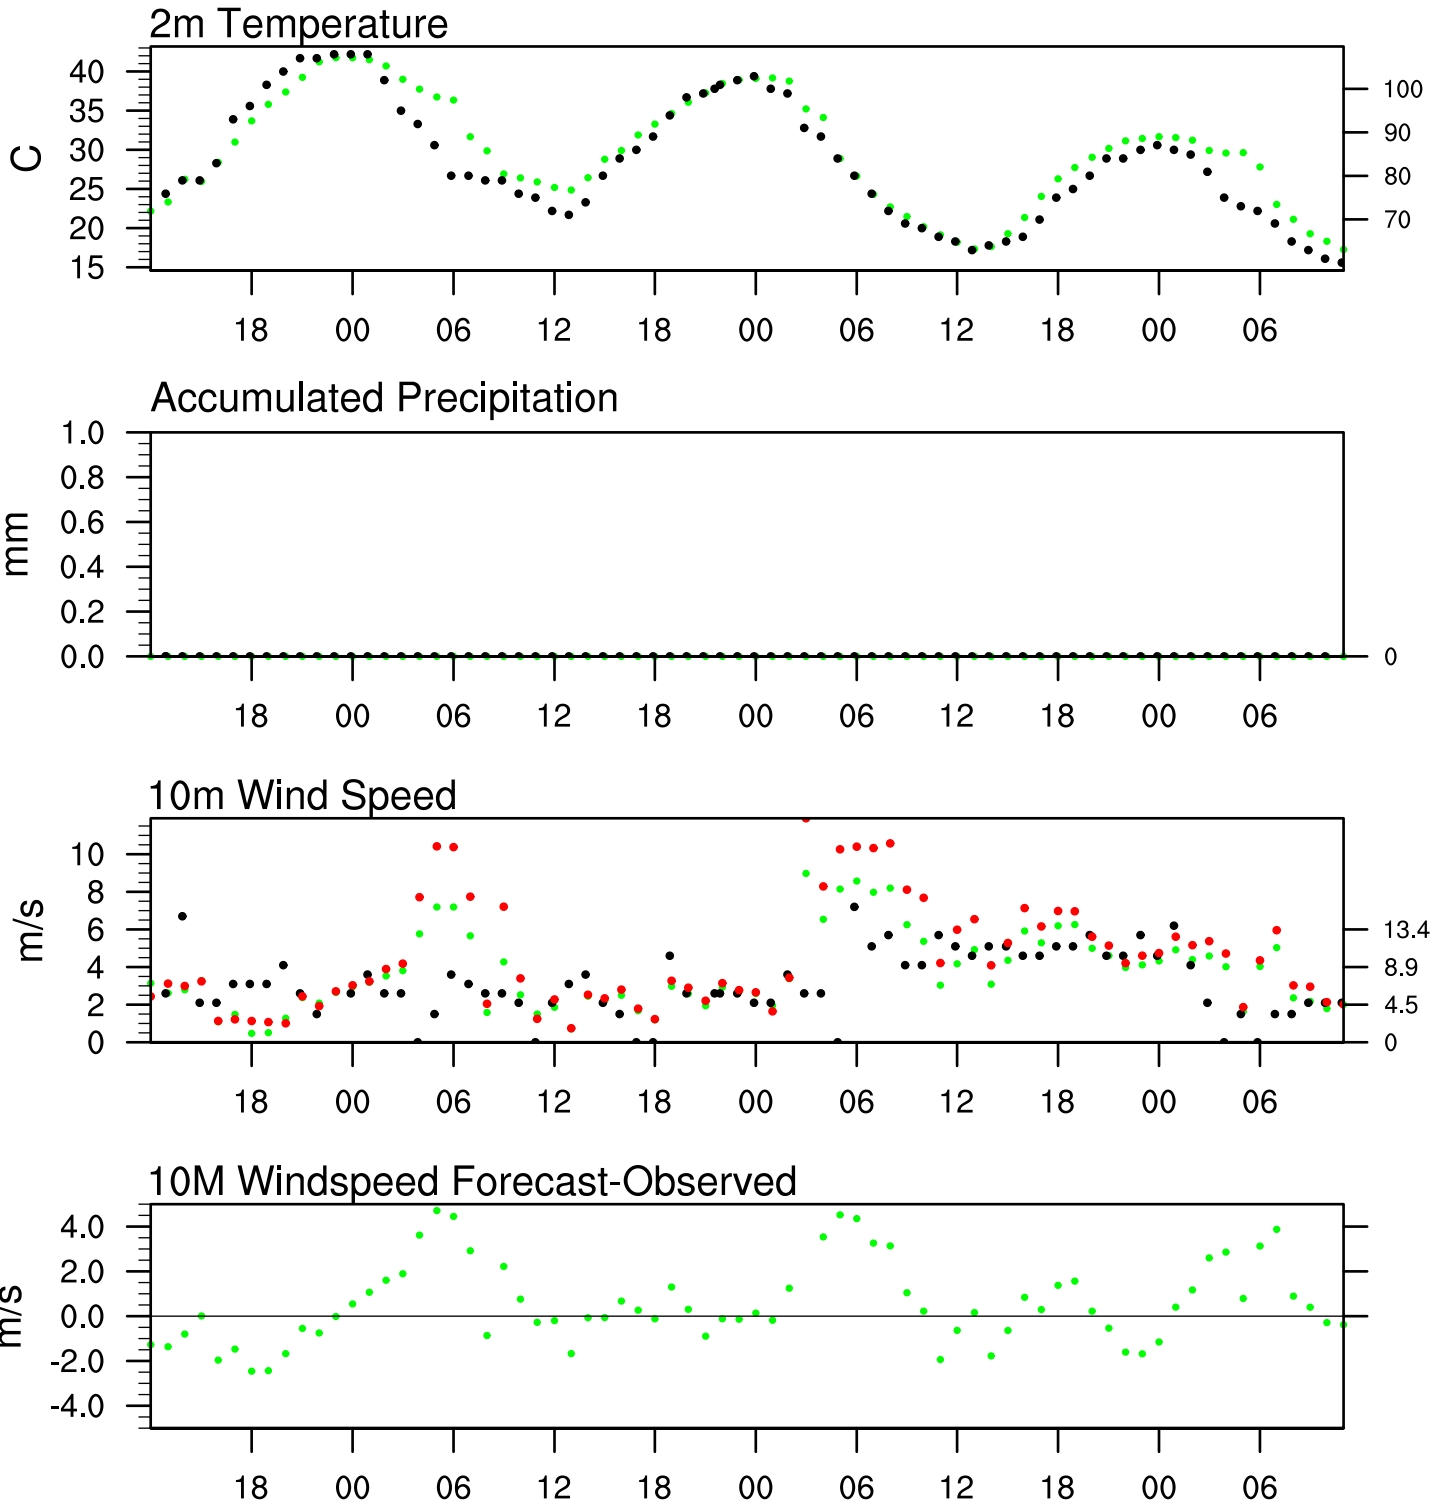 2m Temperature
40
35
30
25
20
15
C
100
90
80
70
18 00 06 12 18 00 06 12 18 00 06
Accumulated Precipitation
1.0
0.8
0.6
0.4
0.2
0.0
mm
0
18 00 06 12 18 00 06 12 18 00 06
10m Wind Speed
10
8
6
4
2
0
m/s
13.4
8.9
4.5
0
18 00 06 12 18 00 06 12 18 00 06
10M Windspeed Forecast-Observed
4.0
2.0
0.0
-2.0
-4.0
m/s
18 00 06 12 18 00 06 12 18 00 06